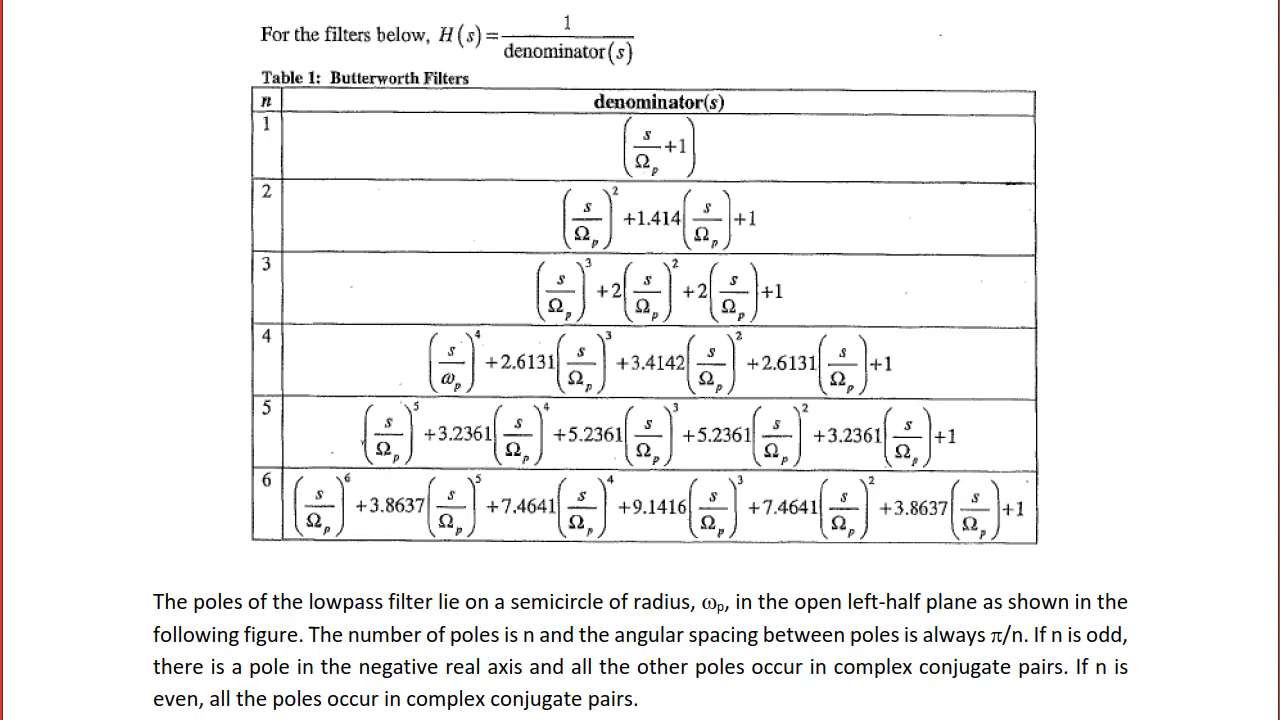 For the filters below, H(s) = 1 / denominator(s)
Table 1: Butterworth Filters
n denominator(s)
1 (s/Ωp +1)
2 (s/Ωp)² +1.414(s/Ωp)+1
3 (s/Ωp)³ +2(s/Ωp)² +2(s/Ωp)+1
4 (s/ωp)⁴ +2.6131(s/Ωp)³ +3.4142(s/Ωp)² +2.6131(s/Ωp)+1
5 (s/Ωp)⁵ +3.2361(s/Ωp)⁴ +5.2361(s/Ωp)³ +5.2361(s/Ωp)² +3.2361(s/Ωp)+1
6 (s/Ωp)⁶ +3.8637(s/Ωp)⁵ +7.4641(s/Ωp)⁴ +9.1416(s/Ωp)³ +7.4641(s/Ωp)² +3.8637(s/Ωp)+1
The poles of the lowpass filter lie on a semicircle of radius, ωp, in the open left-half plane as shown in the
following figure. The number of poles is n and the angular spacing between poles is always π/n. If n is odd,
there is a pole in the negative real axis and all the other poles occur in complex conjugate pairs. If n is
even, all the poles occur in complex conjugate pairs.